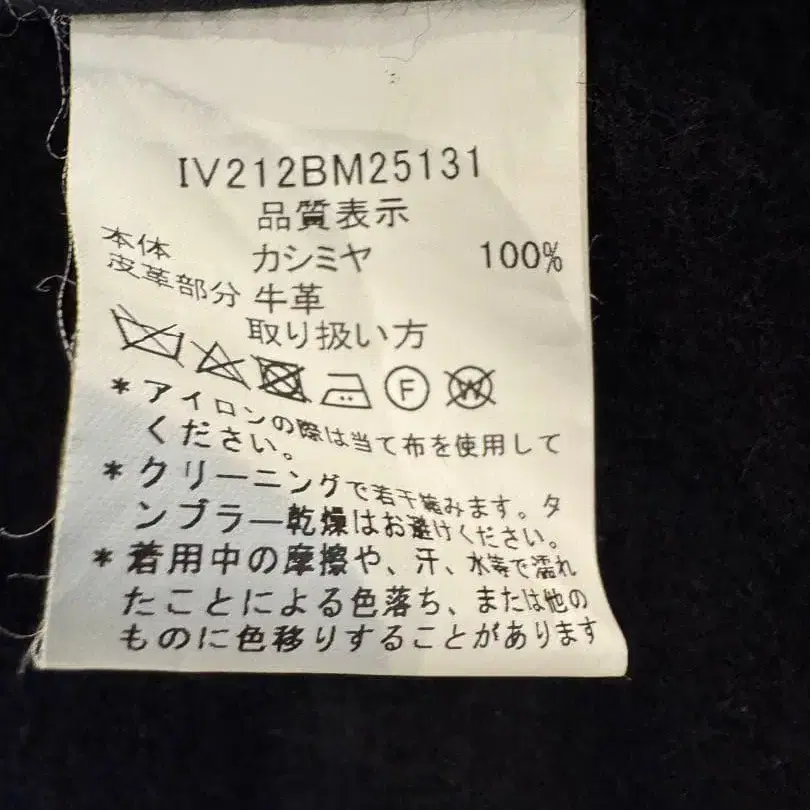 IV212BM25131
品質表示
本体 カシミヤ 100%
皮革部分 牛革
取り扱い方
F W
*アイロンの際は当て布を使用して
ください。
*クリーニングで若干縮みます。タ
ンブラー乾燥はお避けください。
*着用中の摩擦や、汗、水等で濡れ
たことによる色落ち、または他の
ものに色移りすることがあります